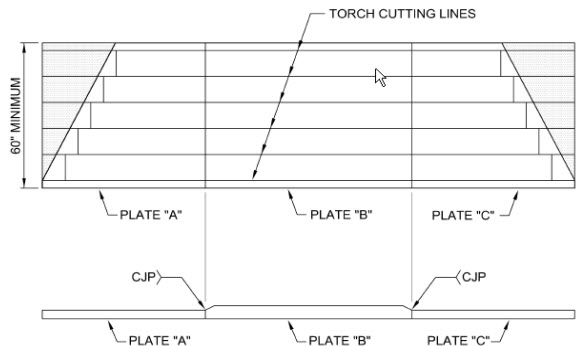 TORCH CUTTING LINES
60" MINIMUM
PLATE "A"
PLATE "B"
PLATE "C"
CJP
CJP
PLATE "A"
PLATE "B"
PLATE "C"